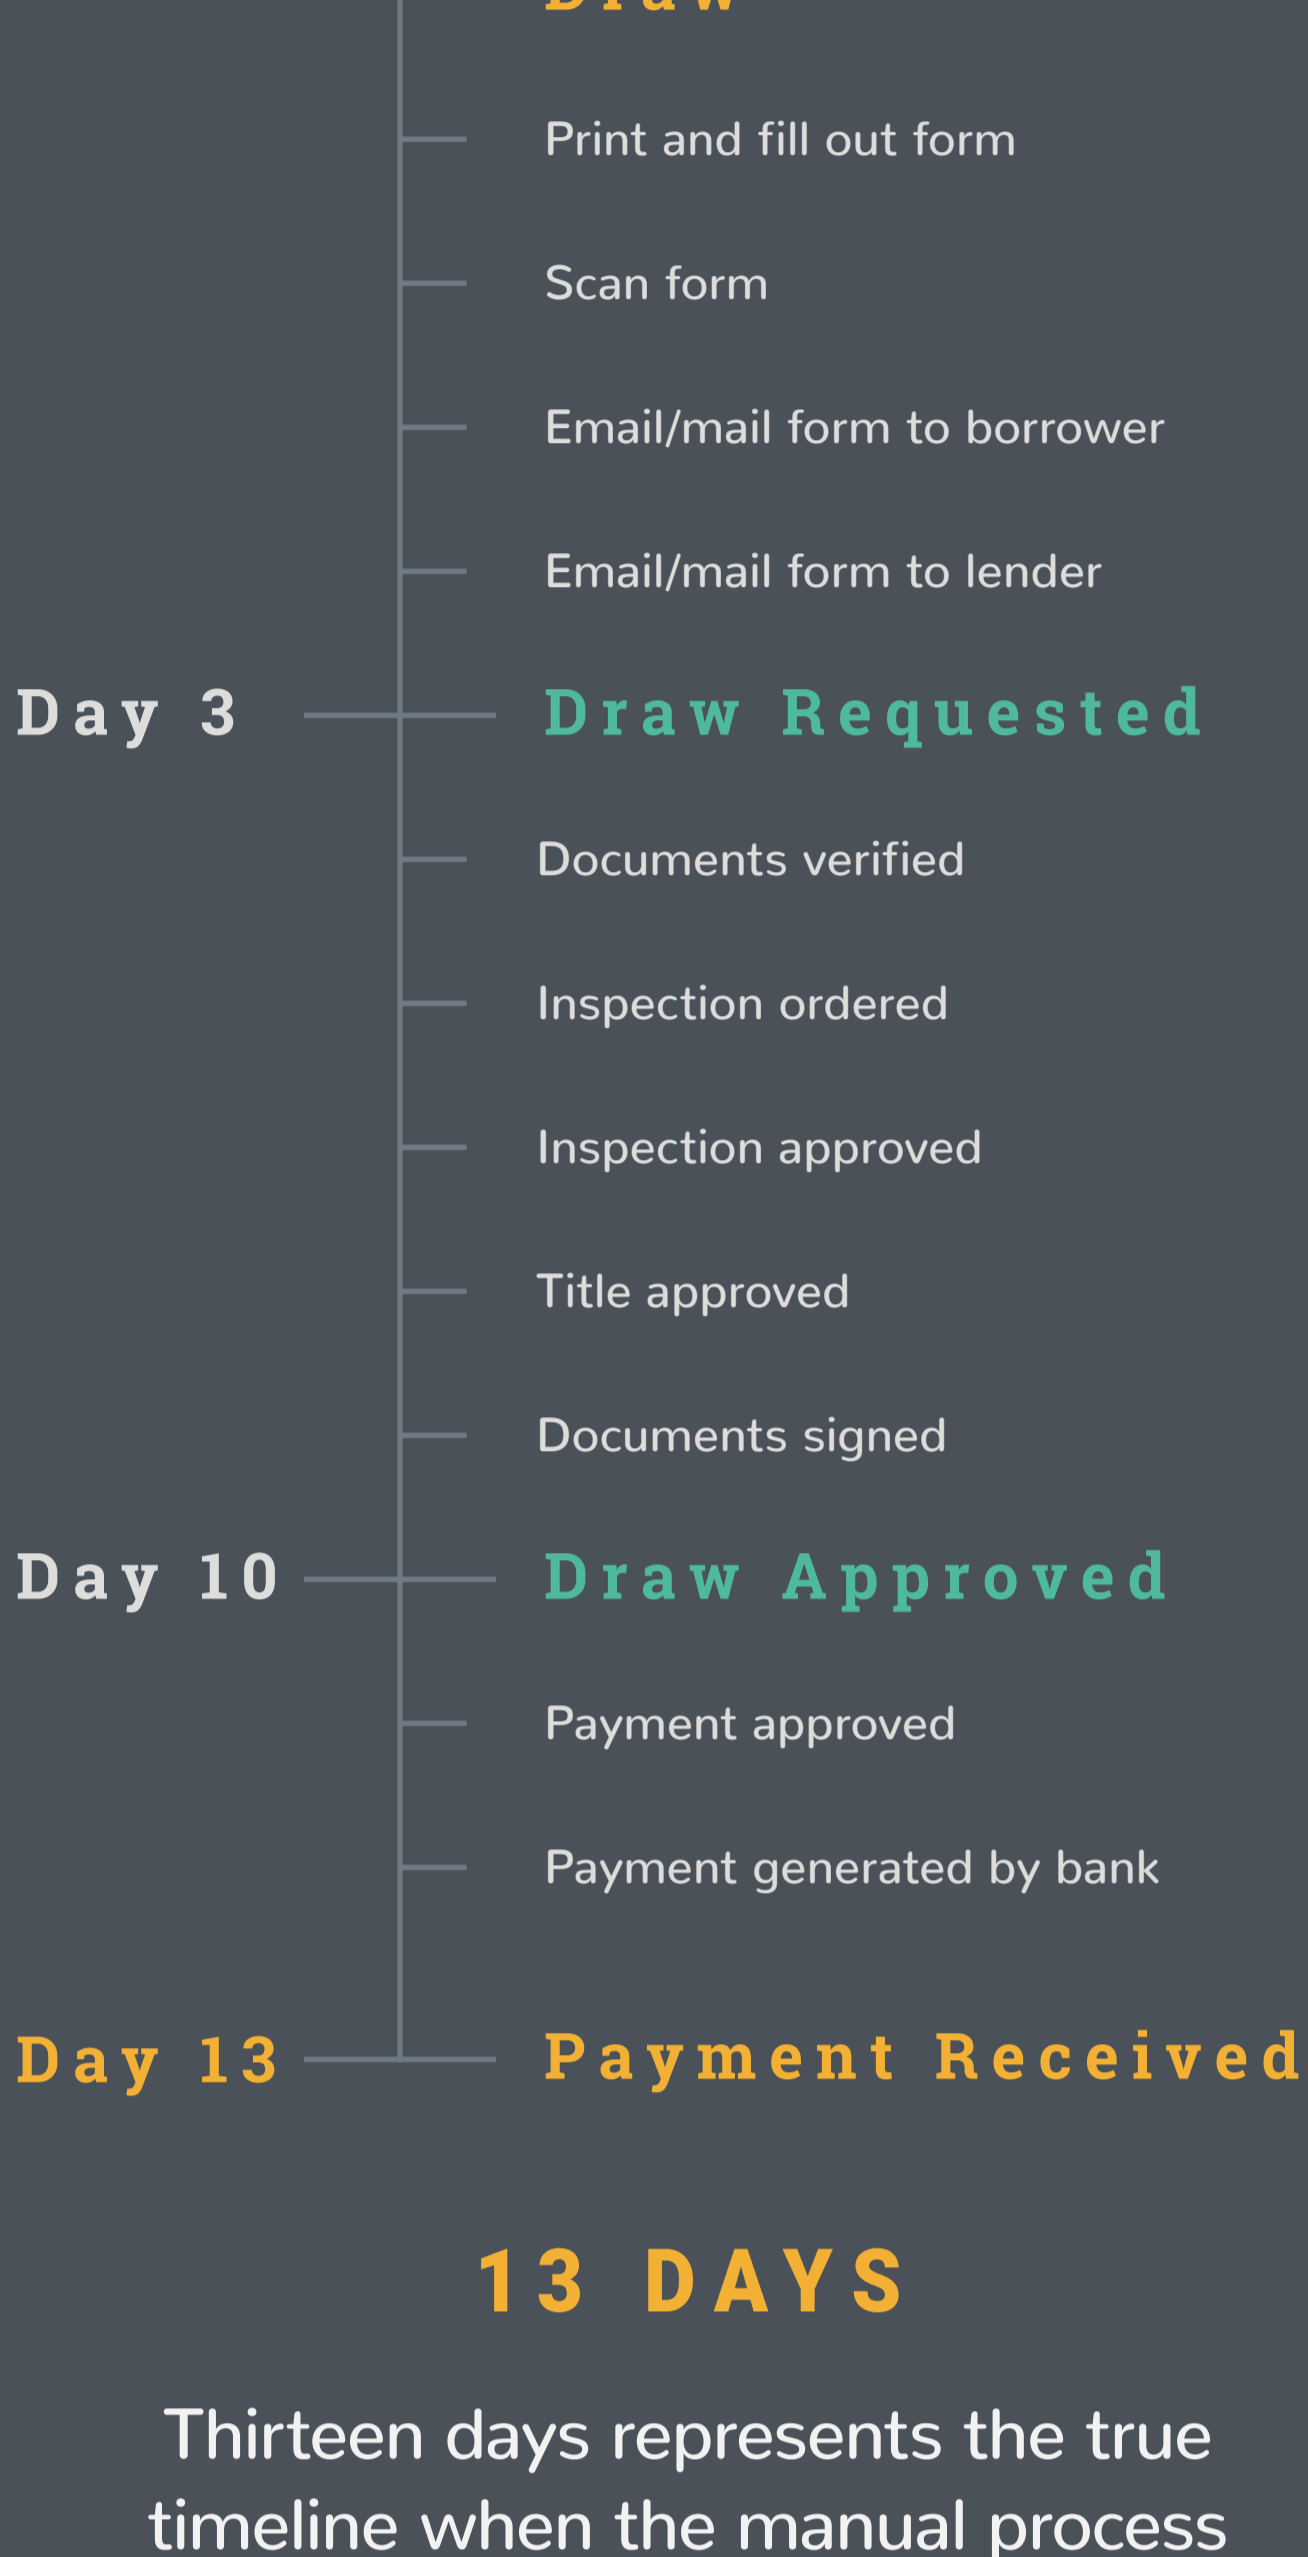 Draw
Print and fill out form
Scan form
Email/mail form to borrower
Email/mail form to lender
Day 3 Draw Requested
Documents verified
Inspection ordered
Inspection approved
Title approved
Documents signed
Day 10 Draw Approved
Payment approved
Payment generated by bank
Day 13 Payment Received
13 DAYS
Thirteen days represents the true
timeline when the manual process